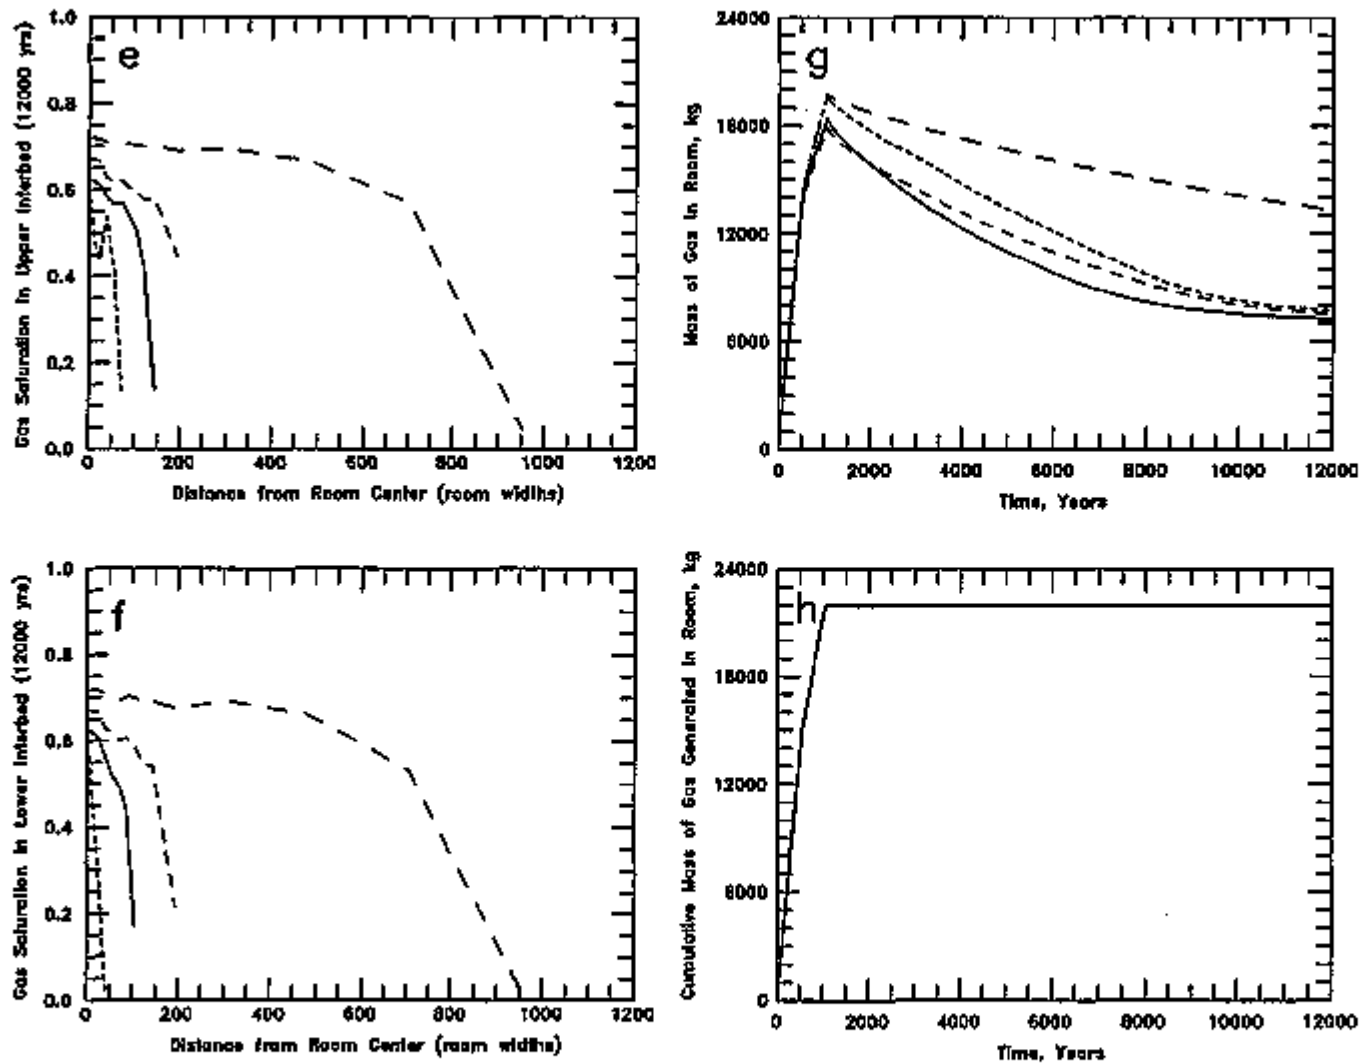 e
Gas Saturation in Upper Interbed (12000 yrs)
1.0
0.8
0.6
0.4
0.2
0.0
0 200 400 600 800 1000 1200
Distance from Room Center (room widths)
g
Mass of Gas in Room, kg
24000
18000
12000
6000
0
0 2000 4000 6000 8000 10000 12000
Time, Years
f
Gas Saturation in Lower Interbed (12000 yrs)
1.0
0.8
0.6
0.4
0.2
0.0
0 200 400 600 800 1000 1200
Distance from Room Center (room widths)
h
Cumulative Mass of Gas Generated in Room, kg
24000
18000
12000
6000
0
0 2000 4000 6000 8000 10000 12000
Time, Years